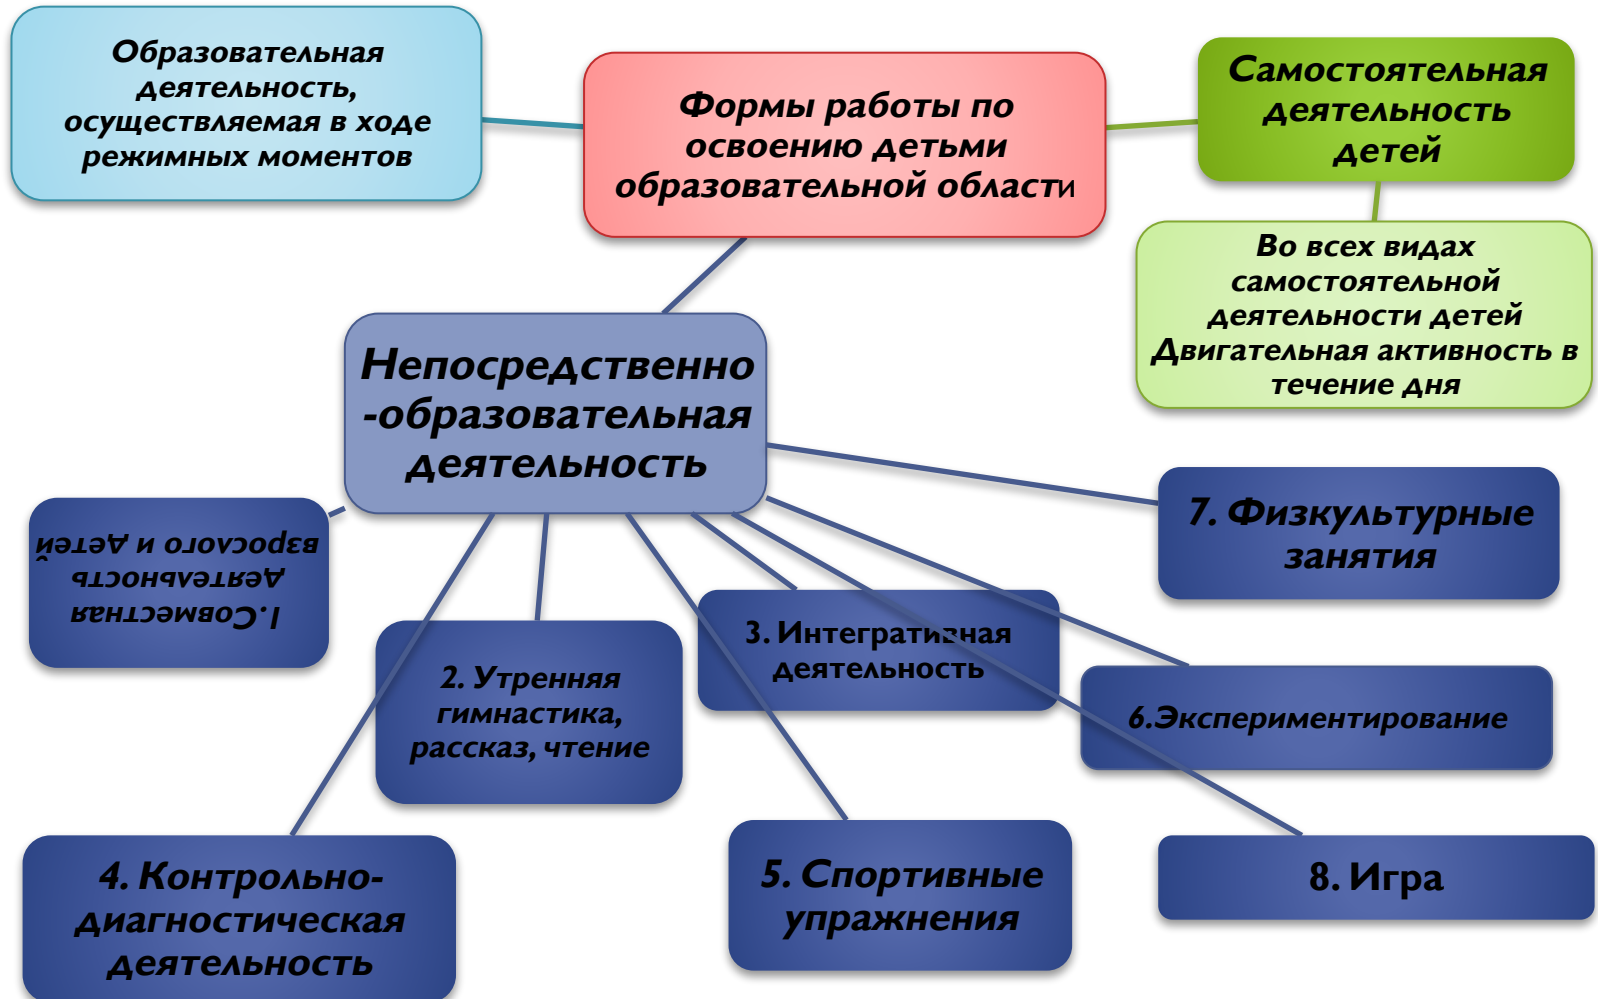 Образовательная
деятельность,
осуществляемая в ходе
режимных моментов
Формы работы по
освоению детьми
образовательной области
Самостоятельная
деятельность
детей
Во всех видах
самостоятельной
деятельности детей
Двигательная активность в
течение дня
Непосредственно
-образовательная
деятельность
1.Совместная
деятельность
взрослого и детей
2. Утренняя
гимнастика,
рассказ, чтение
3. Интегративная
деятельность
7. Физкультурные
занятия
6.Экспериментирование
4. Контрольно-
диагностическая
деятельность
5. Спортивные
упражнения
8. Игра